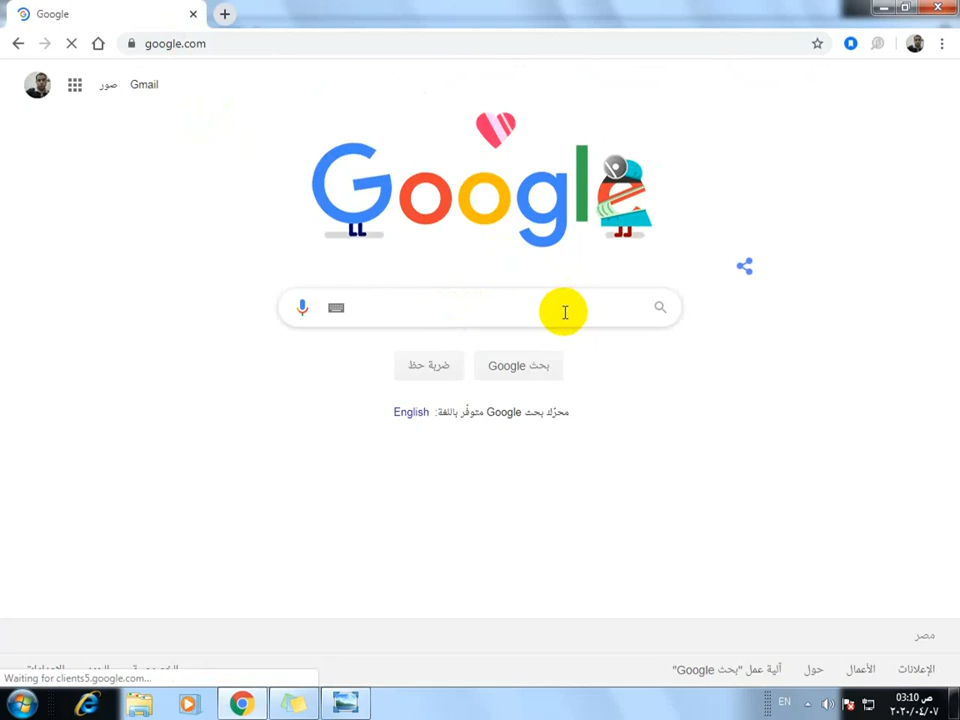 Google
google.com
صور
Gmail
Google
بحث Google
ضربة حظ
محرّك بحث Google متوفّر باللغة: English
مصر
الإعلانات
الأعمال
حول
آلية عمل "بحث Google"
Waiting for clients5.google.com...
EN
03:10 ص
٢٠٢٠/٠٤/٠٧